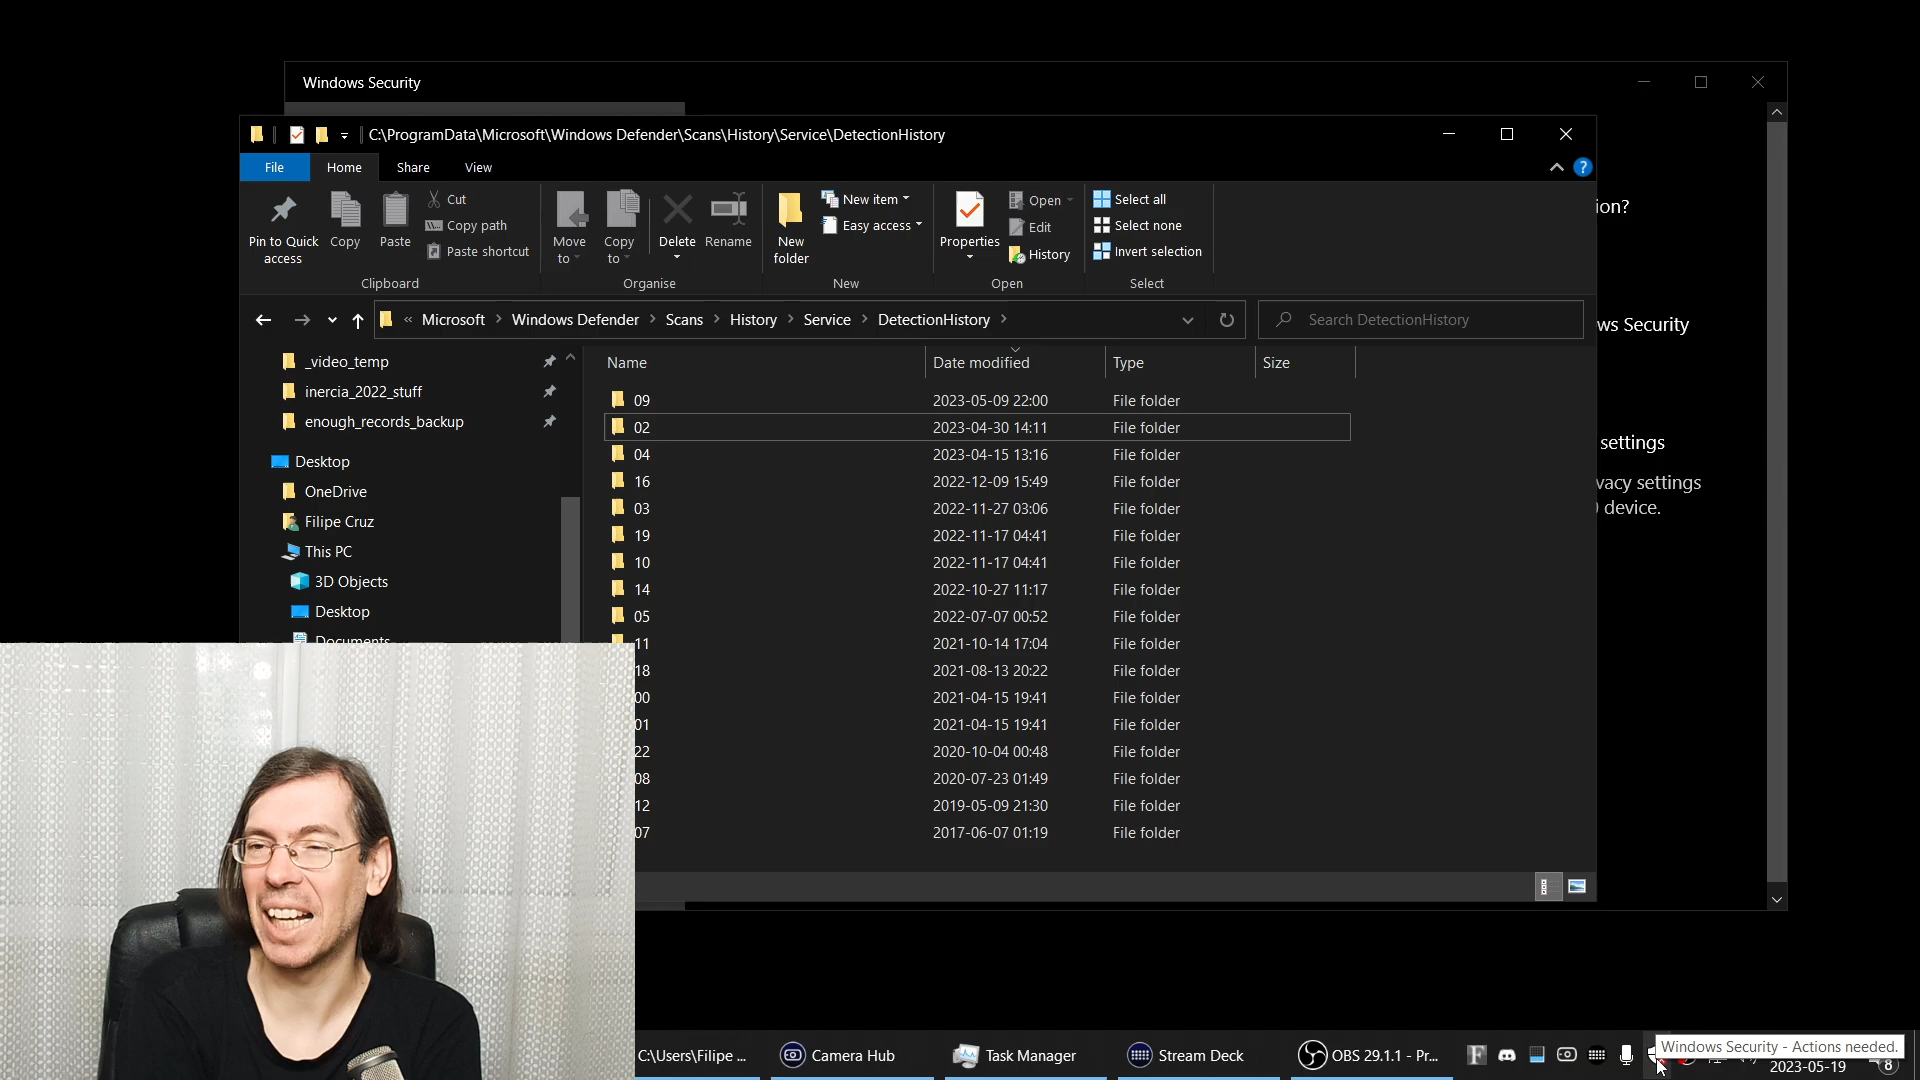 Windows Security
C:\ProgramData\Microsoft\Windows Defender\Scans\History\Service\DetectionHistory
File Home Share View
Pin to Quick access
Copy
Paste
Cut
Copy path
Paste shortcut
Move to
Copy to
Delete
Rename
New folder
New item
Easy access
Properties
Open
Edit
History
Select all
Select none
Invert selection
Clipboard Organise New Open Select
ion?
« Microsoft Windows Defender Scans History Service DetectionHistory
Search DetectionHistory
ws Security
_video_temp
inercia_2022_stuff
enough_records_backup
Desktop
OneDrive
Filipe Cruz
This PC
3D Objects
Desktop
Documents
Name Date modified Type Size
09 2023-05-09 22:00 File folder
02 2023-04-30 14:11 File folder
04 2023-04-15 13:16 File folder
16 2022-12-09 15:49 File folder
03 2022-11-27 03:06 File folder
19 2022-11-17 04:41 File folder
10 2022-11-17 04:41 File folder
14 2022-10-27 11:17 File folder
05 2022-07-07 00:52 File folder
11 2021-10-14 17:04 File folder
18 2021-08-13 20:22 File folder
00 2021-04-15 19:41 File folder
01 2021-04-15 19:41 File folder
22 2020-10-04 00:48 File folder
08 2020-07-23 01:49 File folder
12 2019-05-09 21:30 File folder
07 2017-06-07 01:19 File folder
settings
vacy settings
device.
C:\Users\Filipe ...
Camera Hub
Task Manager
Stream Deck
OBS 29.1.1 - Pr...
F
Windows Security - Actions needed.
2023-05-19
8